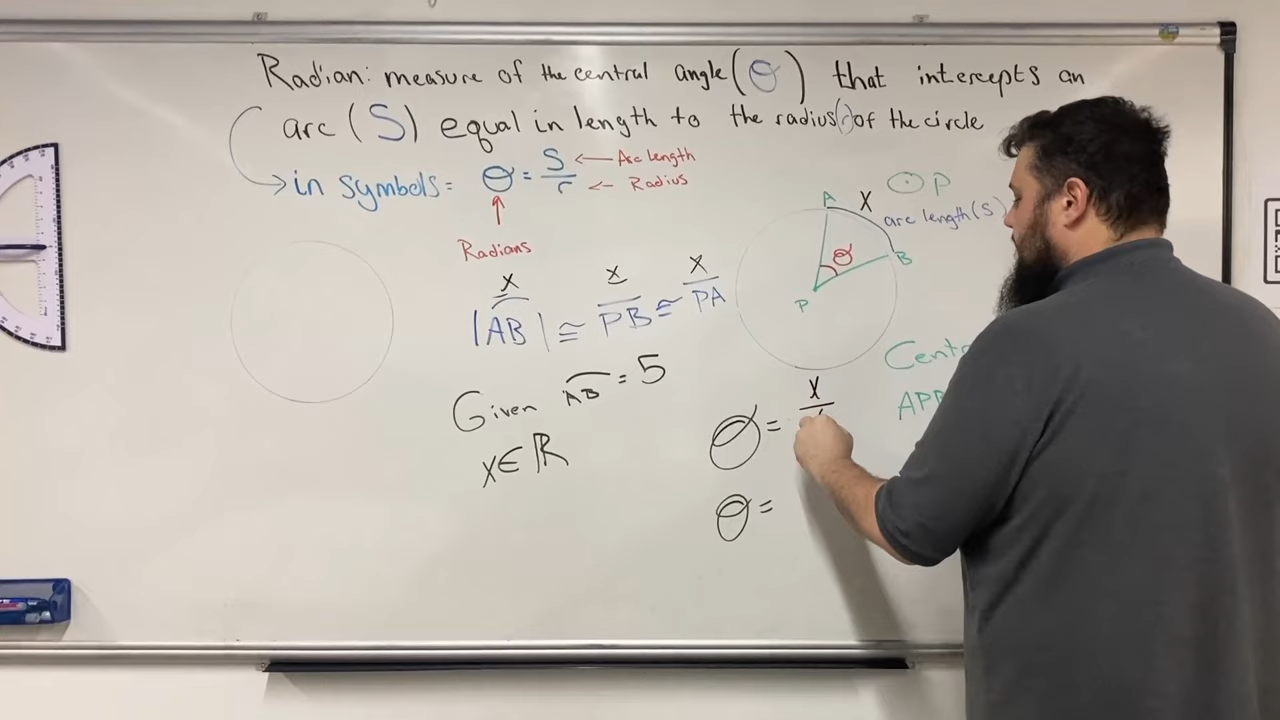 Radian: measure of the central angle (θ) that intercepts an
arc (S) equal in length to the radius (r) of the circle
in symbols = θ = S/r
← Arc length
← Radius
Radians
P
A X
arc length (S)
B
θ
P
X X X
|AB| ≅ PB ≅ PA
Given AB = 5
x ∈ ℝ
θ = X
θ =